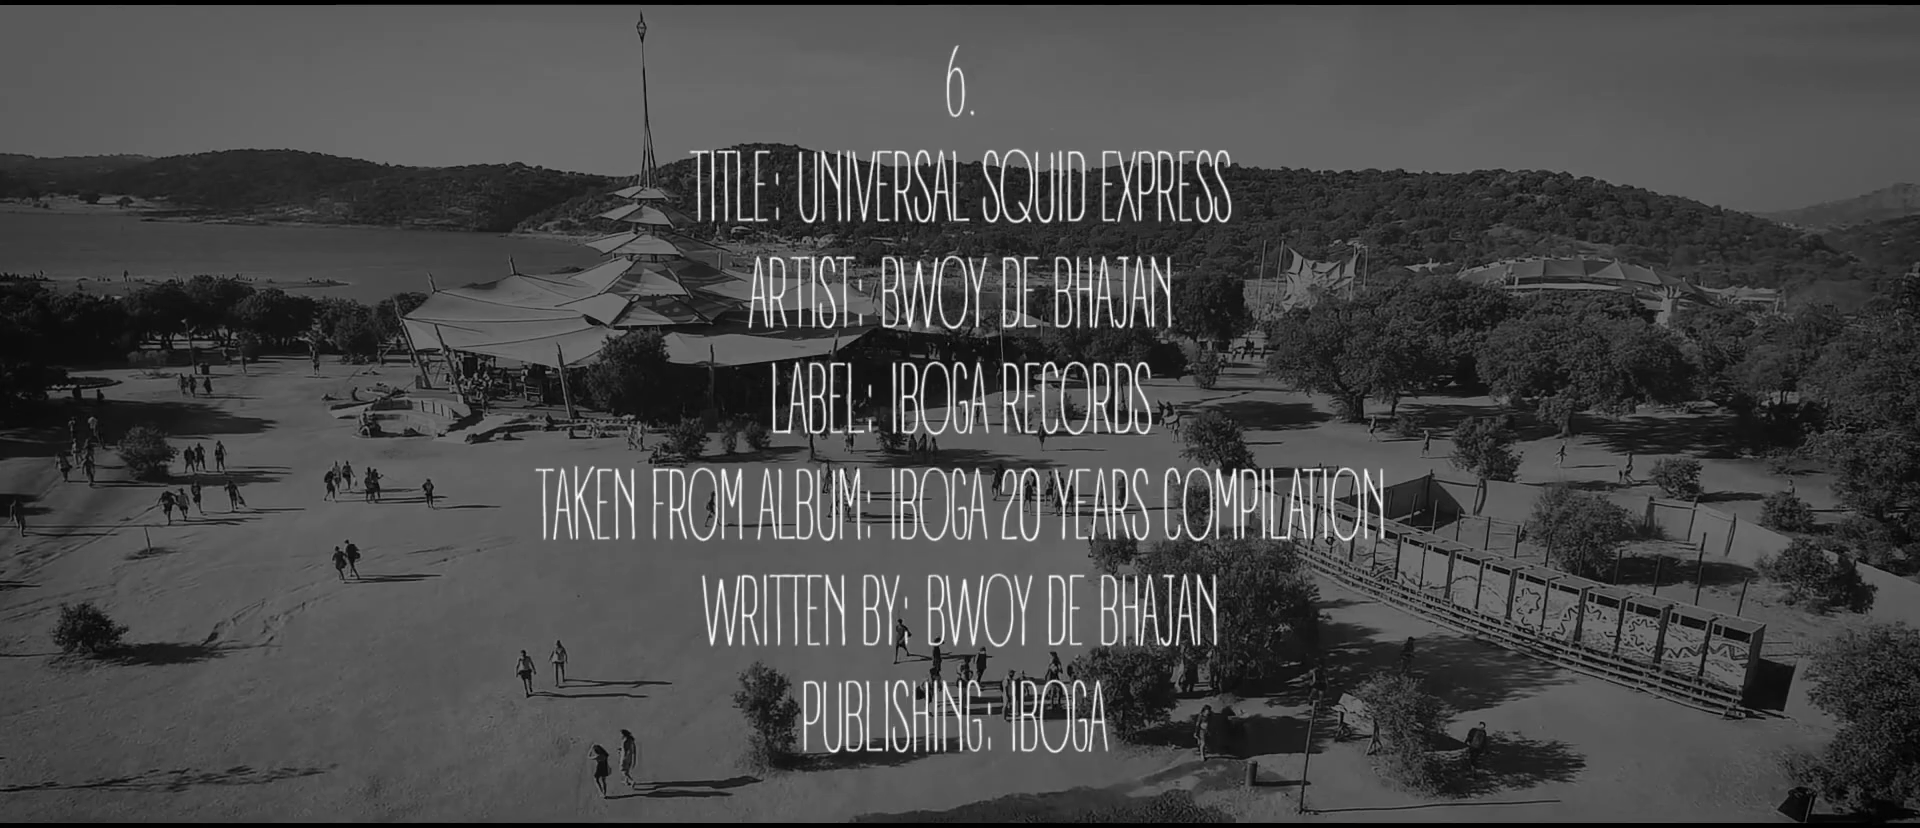 6.
TITLE: UNIVERSAL SQUID EXPRESS
ARTIST: BWOY DE BHAJAN
LABEL: IBOGA RECORDS
TAKEN FROM ALBUM: IBOGA 20 YEARS COMPILATION
WRITTEN BY: BWOY DE BHAJAN
PUBLISHING: IBOGA